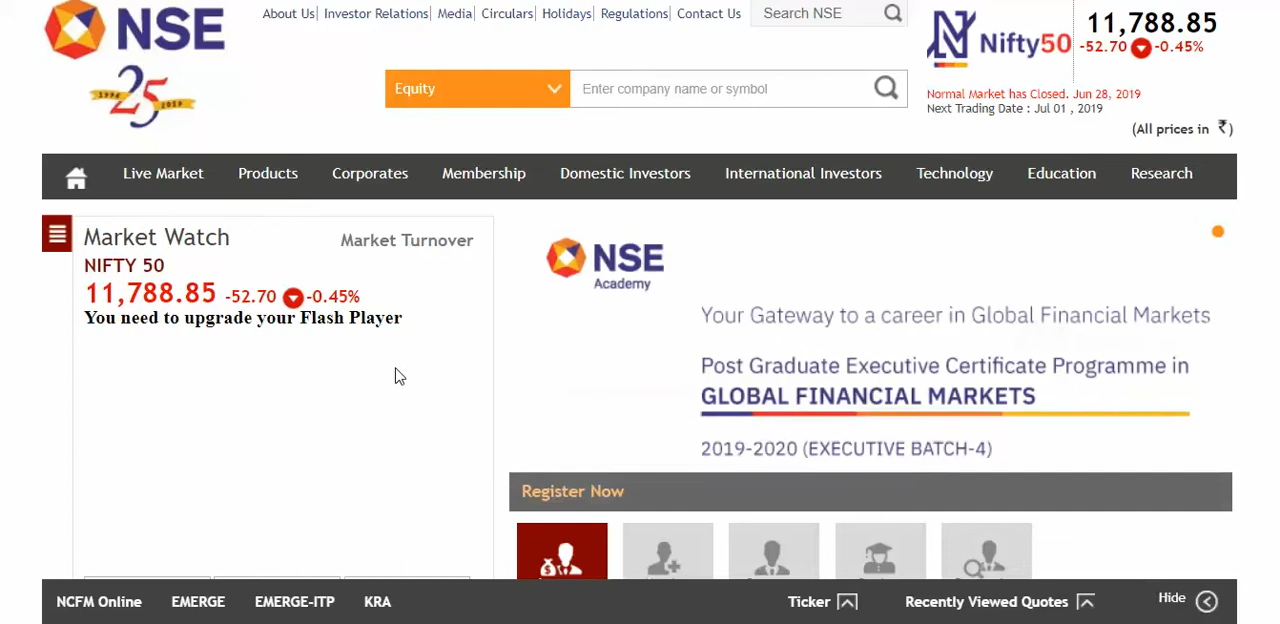 NSE
1994 25 2019
About Us| Investor Relations| Media| Circulars| Holidays| Regulations| Contact Us
Search NSE
Equity
Enter company name or symbol
Nifty50
11,788.85
-52.70 -0.45%
Normal Market has Closed. Jun 28, 2019
Next Trading Date : Jul 01 , 2019
(All prices in ₹)
Live Market Products Corporates Membership Domestic Investors International Investors Technology Education Research
Market Watch
Market Turnover
NIFTY 50
11,788.85 -52.70 -0.45%
You need to upgrade your Flash Player
NSE
Academy
Your Gateway to a career in Global Financial Markets
Post Graduate Executive Certificate Programme in
GLOBAL FINANCIAL MARKETS
2019-2020 (EXECUTIVE BATCH-4)
Register Now
NCFM Online EMERGE EMERGE-ITP KRA Ticker Recently Viewed Quotes Hide